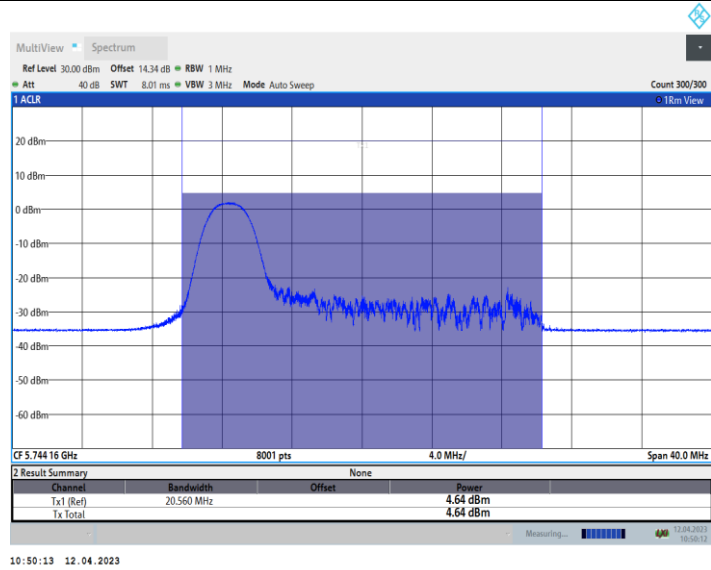 MultiView Spectrum
Ref Level 30.00 dBm Offset 14.34 dB RBW 1 MHz
Att 40 dB SWT 8.01 ms VBW 3 MHz Mode Auto Sweep Count 300/300
1 ACLR 1Rm View
20 dBm
10 dBm
0 dBm
-10 dBm
-20 dBm
-30 dBm
-40 dBm
-50 dBm
-60 dBm
CF 5.744 16 GHz 8001 pts 4.0 MHz/ Span 40.0 MHz
2 Result Summary None
Channel Bandwidth Offset Power
Tx1 (Ref) 20.560 MHz 4.64 dBm
Tx Total 4.64 dBm
Measuring... 12.04.2023
10:50:12
10:50:13 12.04.2023